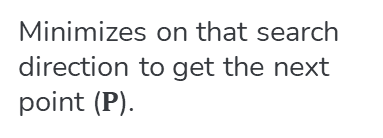 Minimizes on that search
direction to get the next
point (P).